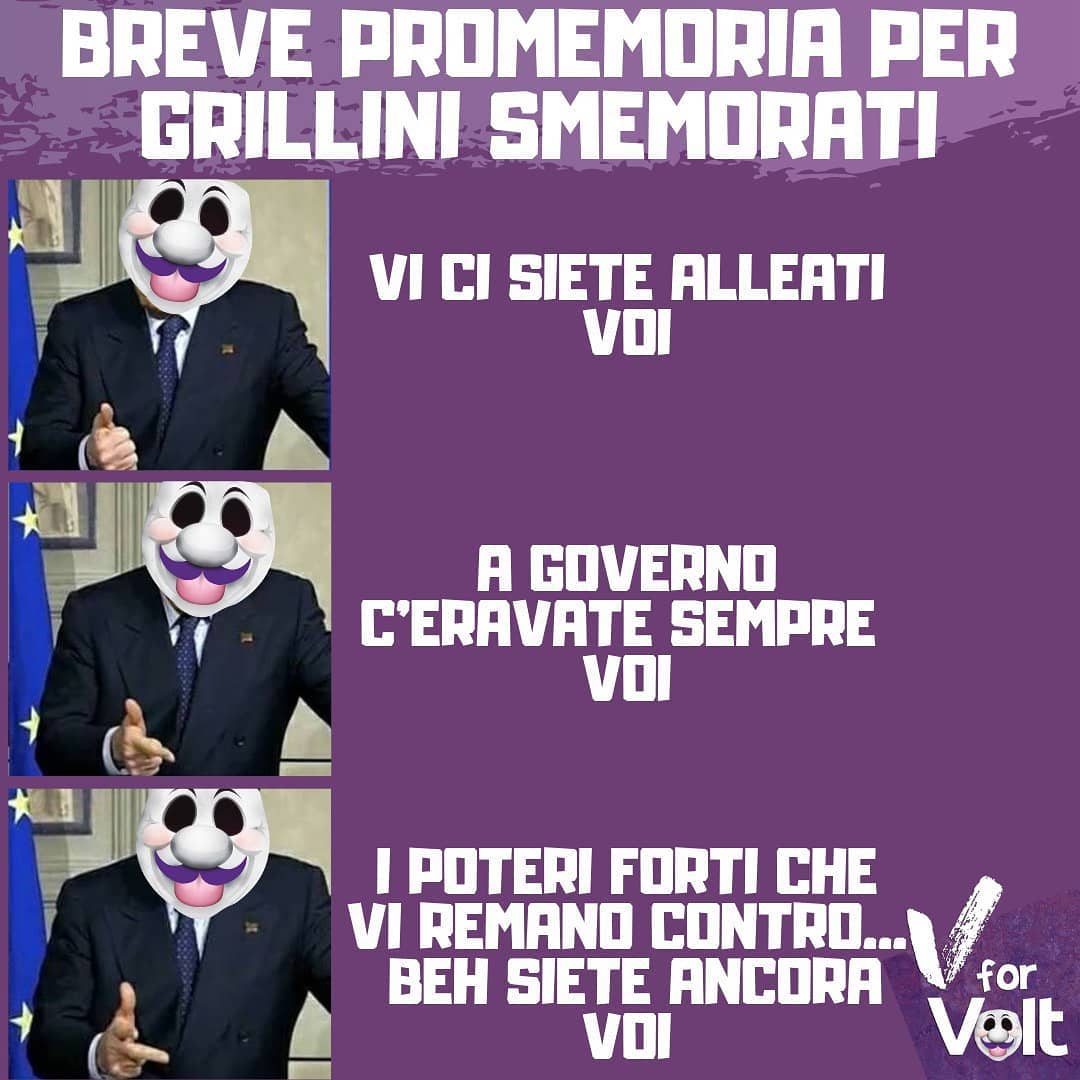 BREVE PROMEMORIA PER
GRILLINI SMEMORATI
VI CI SIETE ALLEATI
VOI
A GOVERNO
C'ERAVATE SEMPRE
VOI
I POTERI FORTI CHE
VI REMANO CONTRO...
BEH SIETE ANCORA
VOI
V for
Volt